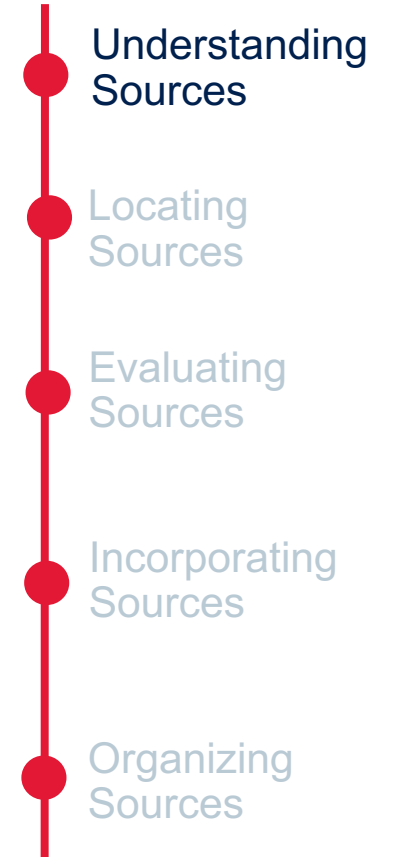 Understanding
Sources
Locating
Sources
Evaluating
Sources
Incorporating
Sources
Organizing
Sources